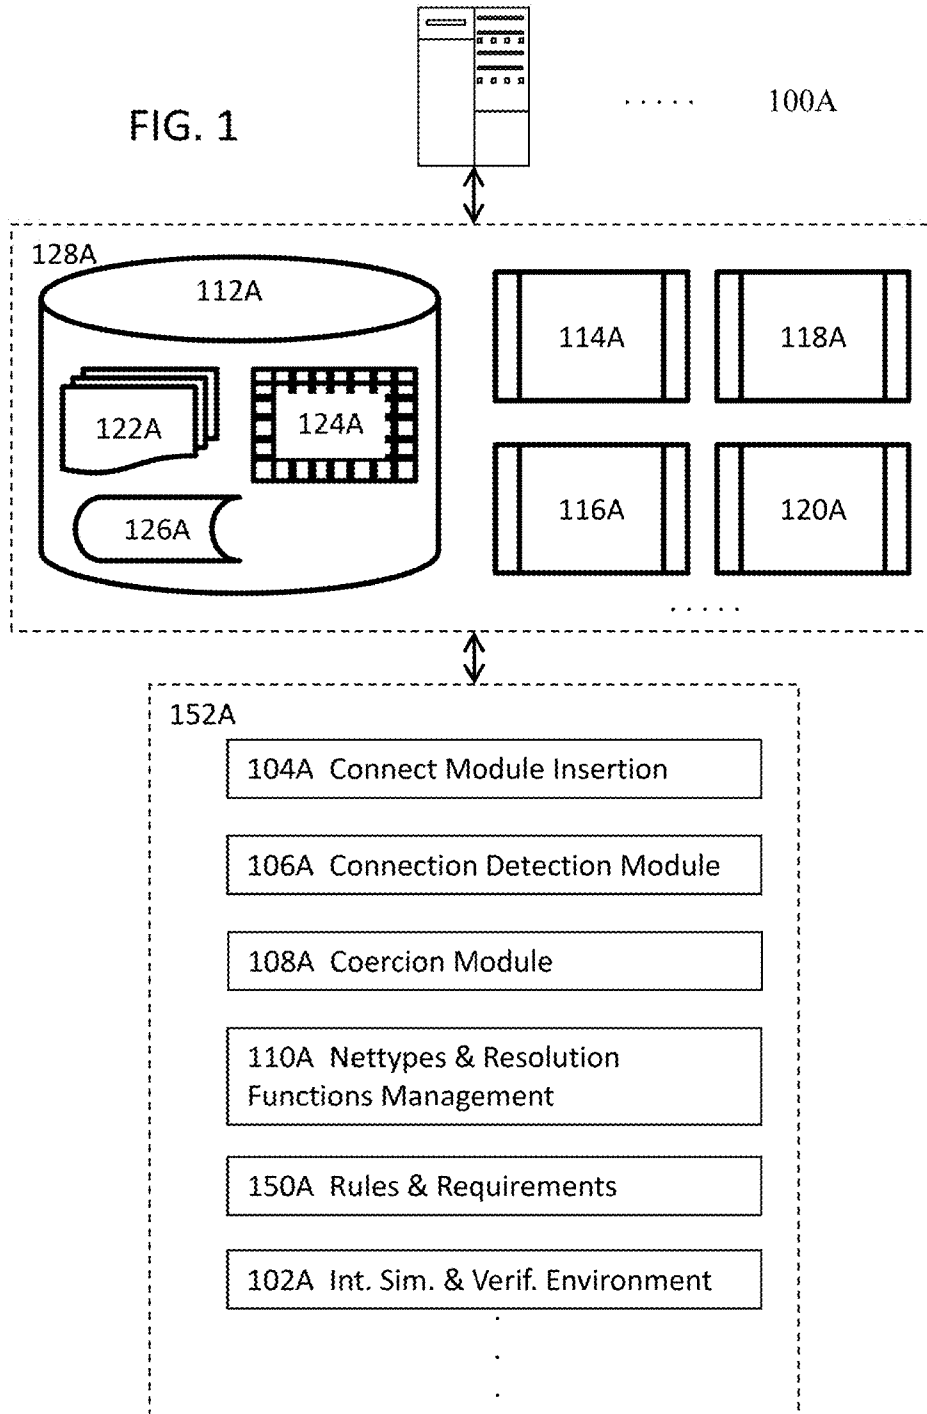 FIG. 1
..... 100A
128A
112A
114A
118A
122A
124A
116A
120A
126A
.....
152A
104A Connect Module Insertion
106A Connection Detection Module
108A Coercion Module
110A Nettypes & Resolution
Functions Management
150A Rules & Requirements
102A Int. Sim. & Verif. Environment
.
.
.